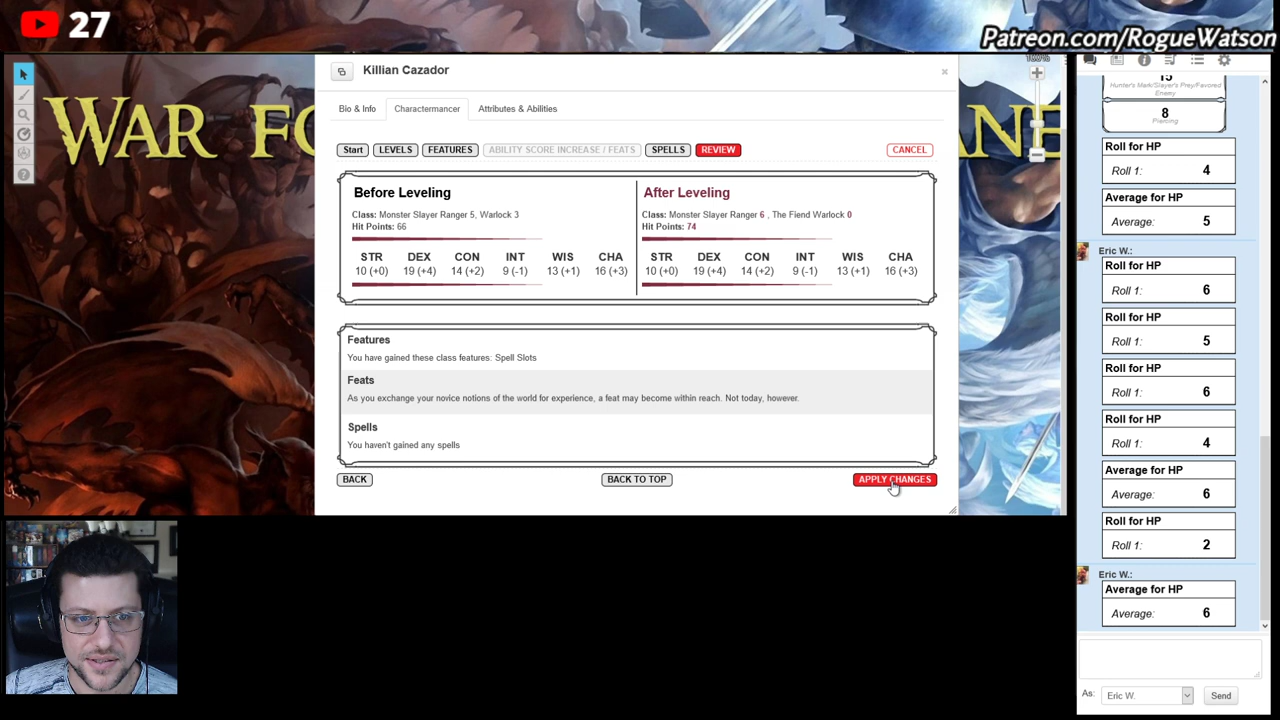 27
Patreon.com/RogueWatson
WAR FO
ANE
Killian Cazador
Bio & Info
Charactermancer
Attributes & Abilities
Start
LEVELS
FEATURES
ABILITY SCORE INCREASE / FEATS
SPELLS
REVIEW
CANCEL
Before Leveling
Class: Monster Slayer Ranger 5, Warlock 3
Hit Points: 66
STR DEX CON INT WIS CHA
10 (+0) 19 (+4) 14 (+2) 9 (-1) 13 (+1) 16 (+3)
After Leveling
Class: Monster Slayer Ranger 6 , The Fiend Warlock 0
Hit Points: 74
STR DEX CON INT WIS CHA
10 (+0) 19 (+4) 14 (+2) 9 (-1) 13 (+1) 16 (+3)
Features
You have gained these class features: Spell Slots
Feats
As you exchange your novice notions of the world for experience, a feat may become within reach. Not today, however.
Spells
You haven't gained any spells
BACK
BACK TO TOP
APPLY CHANGES
15
Hunter's Mark/Slayer's Prey/Favored
Enemy
8
Piercing
Roll for HP
Roll 1: 4
Average for HP
Average: 5
Eric W.:
Roll for HP
Roll 1: 6
Roll for HP
Roll 1: 5
Roll for HP
Roll 1: 6
Roll for HP
Roll 1: 4
Average for HP
Average: 6
Roll for HP
Roll 1: 2
Eric W.:
Average for HP
Average: 6
As: Eric W. Send